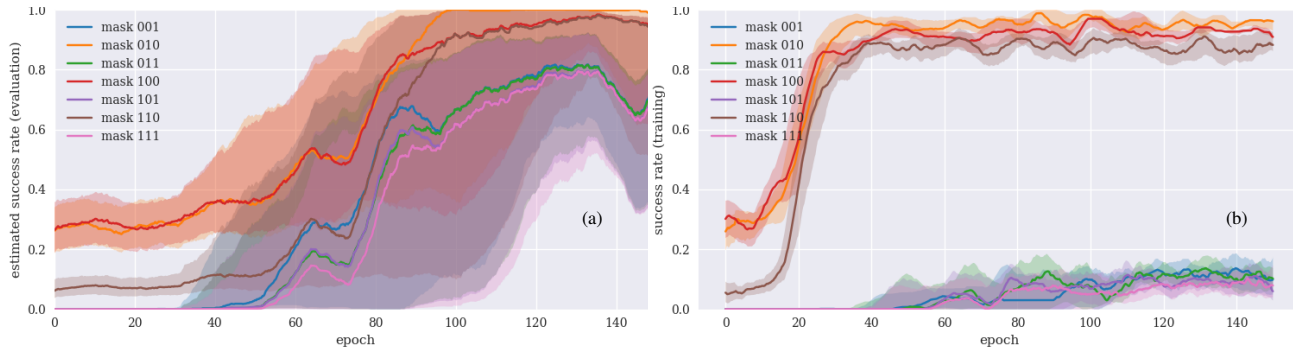 estimated success rate (evaluation)
1.0
0.8
0.6
0.4
0.2
0.0
mask 001
mask 010
mask 011
mask 100
mask 101
mask 110
mask 111
(a)
0 20 40 60 80 100 120 140
epoch
success rate (training)
1.0
0.8
0.6
0.4
0.2
0.0
mask 001
mask 010
mask 011
mask 100
mask 101
mask 110
mask 111
(b)
0 20 40 60 80 100 120 140
epoch